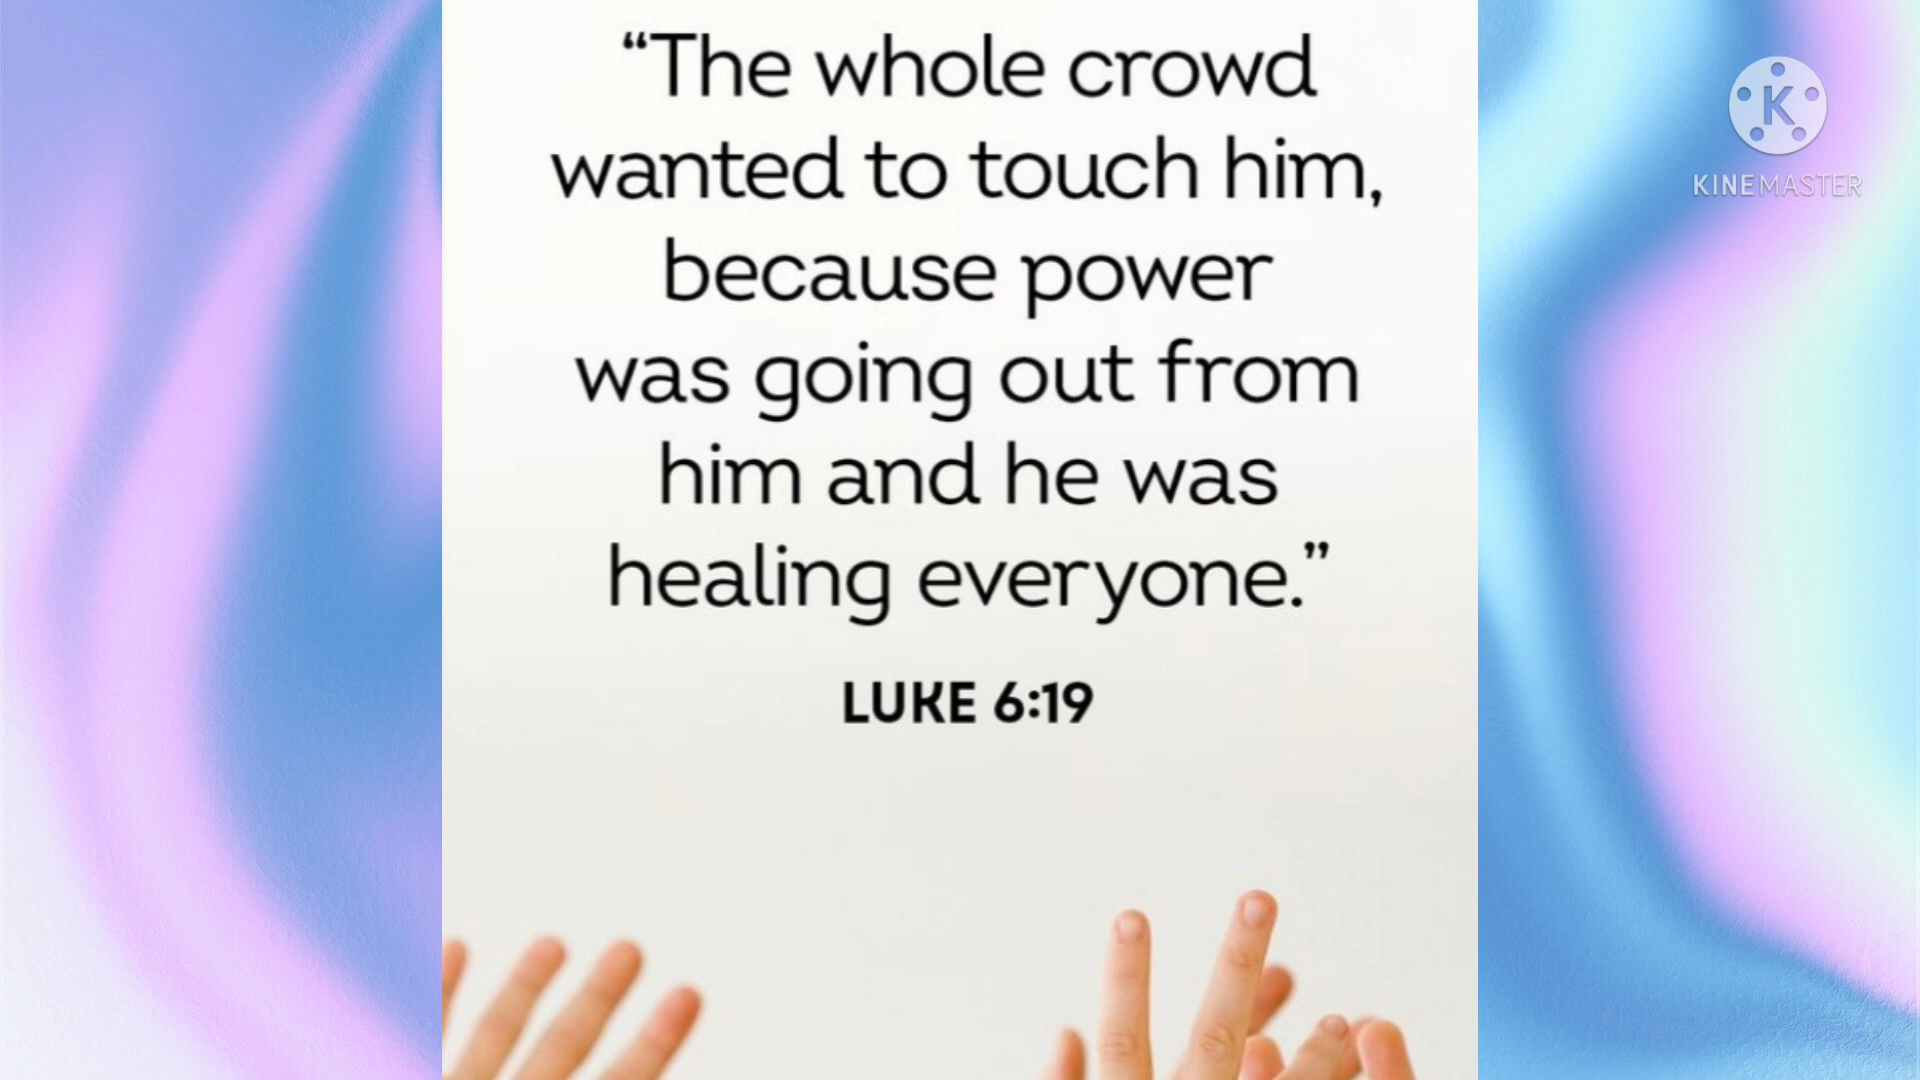 “The whole crowd
wanted to touch him,
because power
was going out from
him and he was
healing everyone.”
LUKE 6:19
K
KINEMASTER